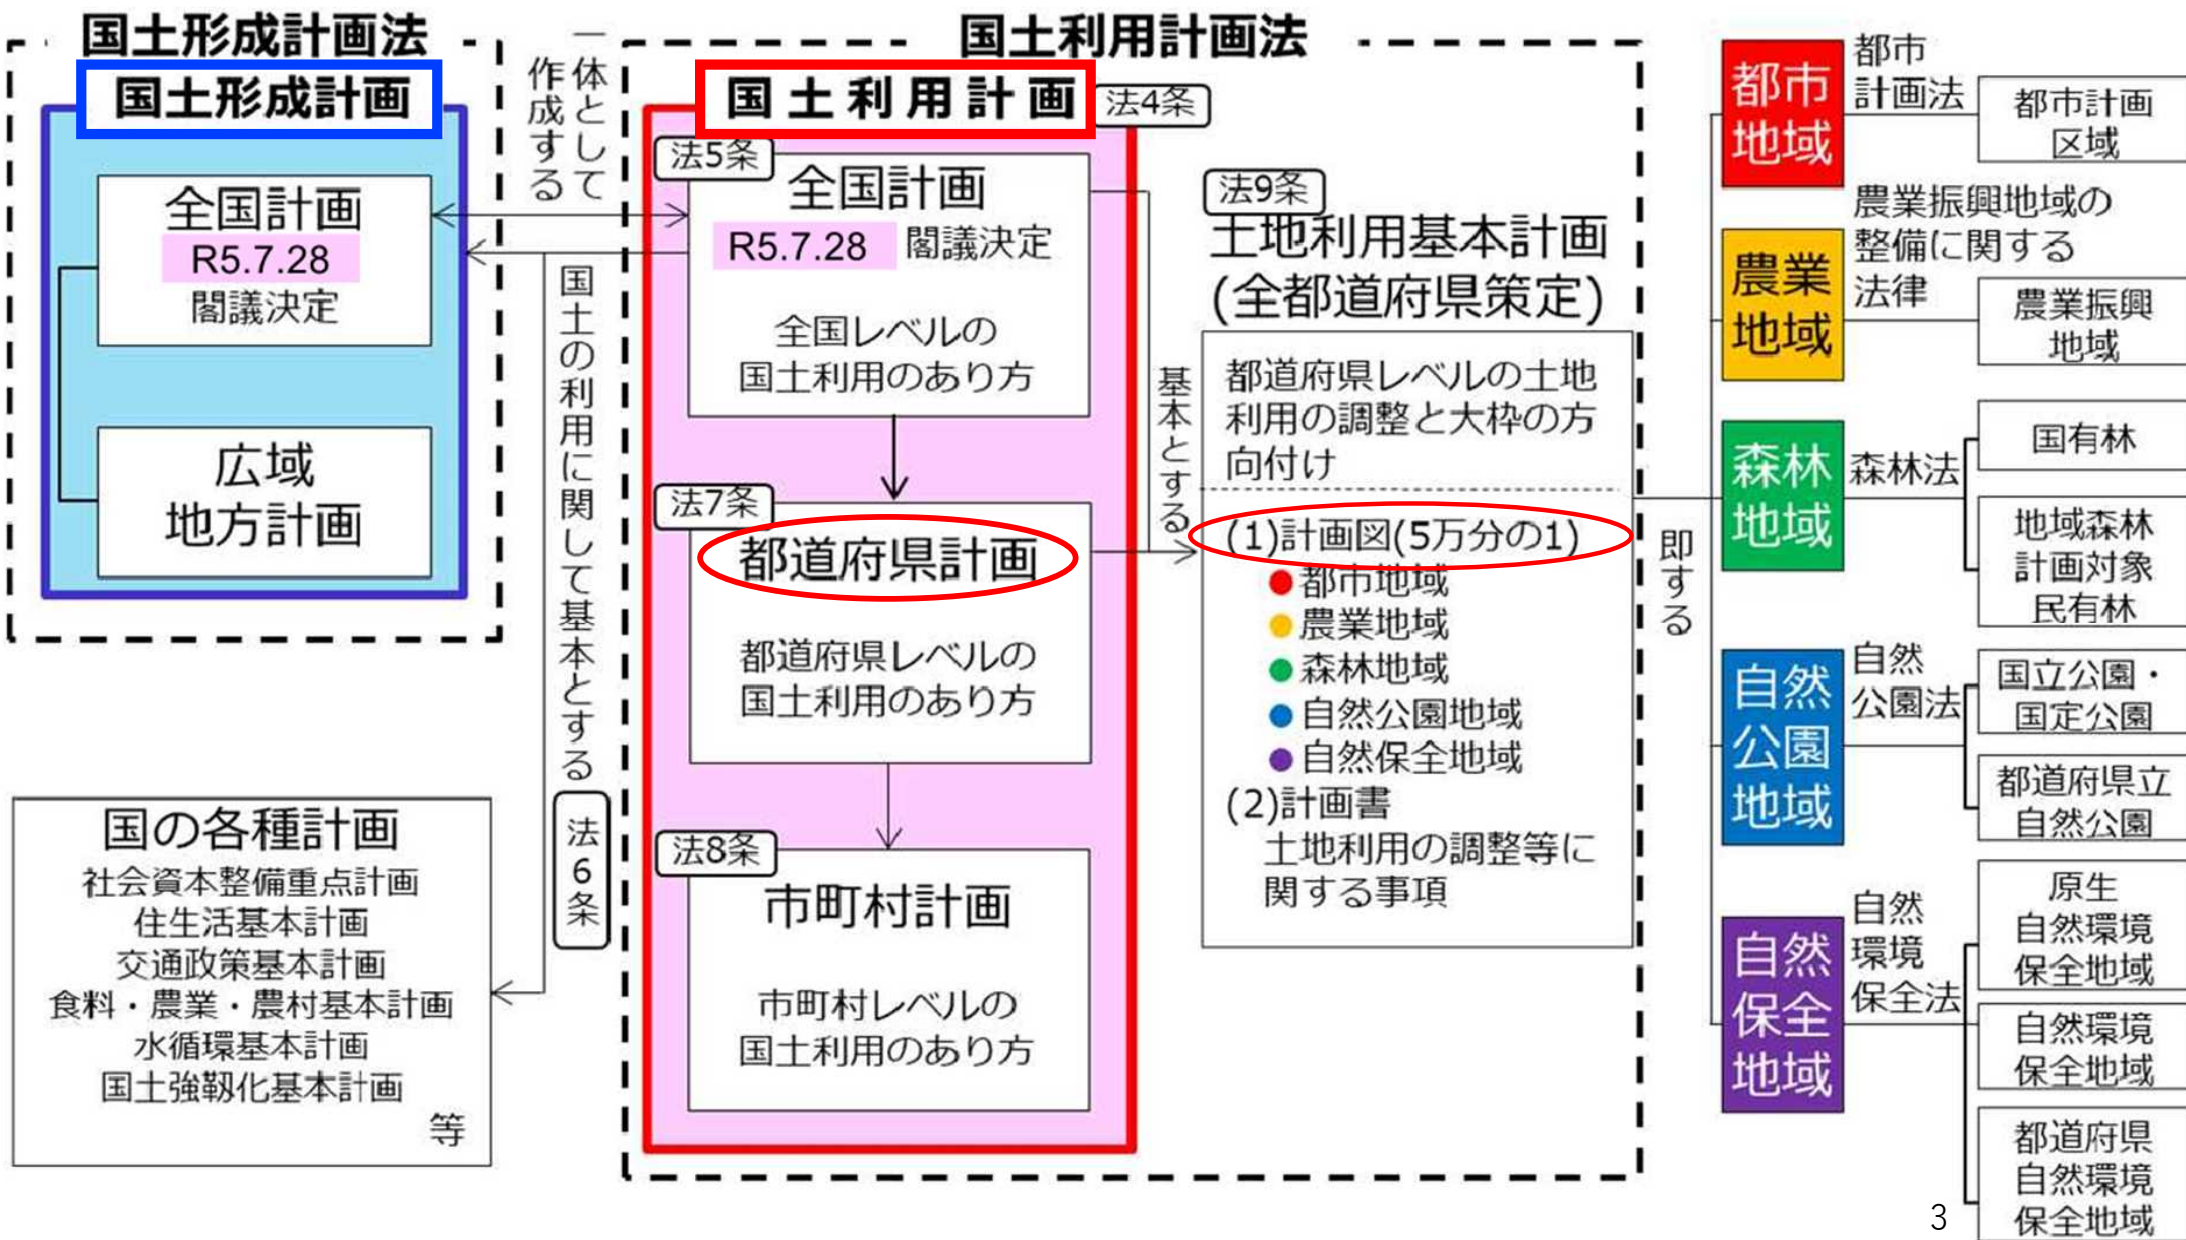 国土形成計画法
国土形成計画
全国計画
R5.7.28
閣議決定
広域
地方計画
一体として
作成する
国土の利用に関して基本とする
法6条
国の各種計画
社会資本整備重点計画
住生活基本計画
交通政策基本計画
食料・農業・農村基本計画
水循環基本計画
国土強靱化基本計画
等
国土利用計画法
国土利用計画
法4条
法5条
全国計画
R5.7.28 閣議決定
全国レベルの
国土利用のあり方
法7条
都道府県計画
都道府県レベルの
国土利用のあり方
法8条
市町村計画
市町村レベルの
国土利用のあり方
基本とする
法9条
土地利用基本計画
(全都道府県策定)
都道府県レベルの土地
利用の調整と大枠の方
向付け
(1)計画図(5万分の1)
都市地域
農業地域
森林地域
自然公園地域
自然保全地域
(2)計画書
土地利用の調整等に
関する事項
即する
都市
地域
都市
計画法
都市計画
区域
農業
地域
農業振興地域の
整備に関する
法律
農業振興
地域
森林
地域
森林法
国有林
地域森林
計画対象
民有林
自然
公園
地域
自然
公園法
国立公園・
国定公園
都道府県立
自然公園
自然
保全
地域
自然
環境
保全法
原生
自然環境
保全地域
自然環境
保全地域
都道府県
自然環境
保全地域
3